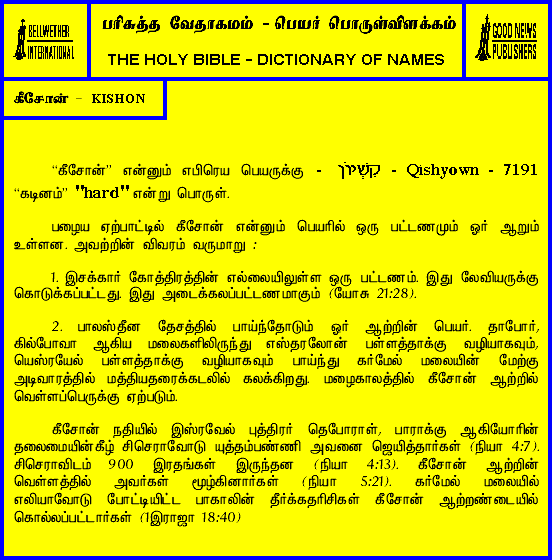 BELLWETHER INTERNATIONAL
பரிசுத்த வேதாகமம் - பெயர் பொருள்விளக்கம்
THE HOLY BIBLE - DICTIONARY OF NAMES
GOOD NEWS PUBLISHERS
கீசோன் - KISHON
“கீசோன்” என்னும் எபிரெய பெயருக்கு - קִשְׁיוֹן - Qishyown - 7191
“கடினம்” "hard" என்று பொருள்.
பழைய ஏற்பாட்டில் கீசோன் என்னும் பெயரில் ஒரு பட்டணமும் ஓர் ஆறும்
உள்ளன. அவற்றின் விவரம் வருமாறு :
1. இசக்கார் கோத்திரத்தின் எல்லையிலுள்ள ஒரு பட்டணம். இது லேவியருக்கு
கொடுக்கப்பட்டது. இது அடைக்கலப்பட்டணமாகும் (யோசு 21:28).
2. பாலஸ்தீன தேசத்தில் பாய்ந்தோடும் ஓர் ஆற்றின் பெயர். தாபோர்,
கில்போவா ஆகிய மலைகளிலிருந்து எஸ்தரலோன் பள்ளத்தாக்கு வழியாகவும்,
யெஸ்ரயேல் பள்ளத்தாக்கு வழியாகவும் பாய்ந்து கர்மேல் மலையின் மேற்கு
அடிவாரத்தில் மத்தியதரைக்கடலில் கலக்கிறது. மழைகாலத்தில் கீசோன் ஆற்றில்
வெள்ளப்பெருக்கு ஏற்படும்.
கீசோன் நதியில் இஸ்ரவேல் புத்திரர் தெபோராள், பாராக்கு ஆகியோரின்
தலைமையின்கீழ் சிசெராவோடு யுத்தம்பண்ணி அவனை ஜெயித்தார்கள் (நியா 4:7).
சிசெராவிடம் 900 இரதங்கள் இருந்தன (நியா 4:13). கீசோன் ஆற்றின்
வெள்ளத்தில் அவர்கள் மூழ்கினார்கள் (நியா 5:21). கர்மேல் மலையில்
எலியாவோடு போட்டியிட்ட பாகாலின் தீர்க்கதரிசிகள் கீசோன் ஆற்றண்டையில்
கொல்லப்பட்டார்கள் (1இராஜா 18:40)